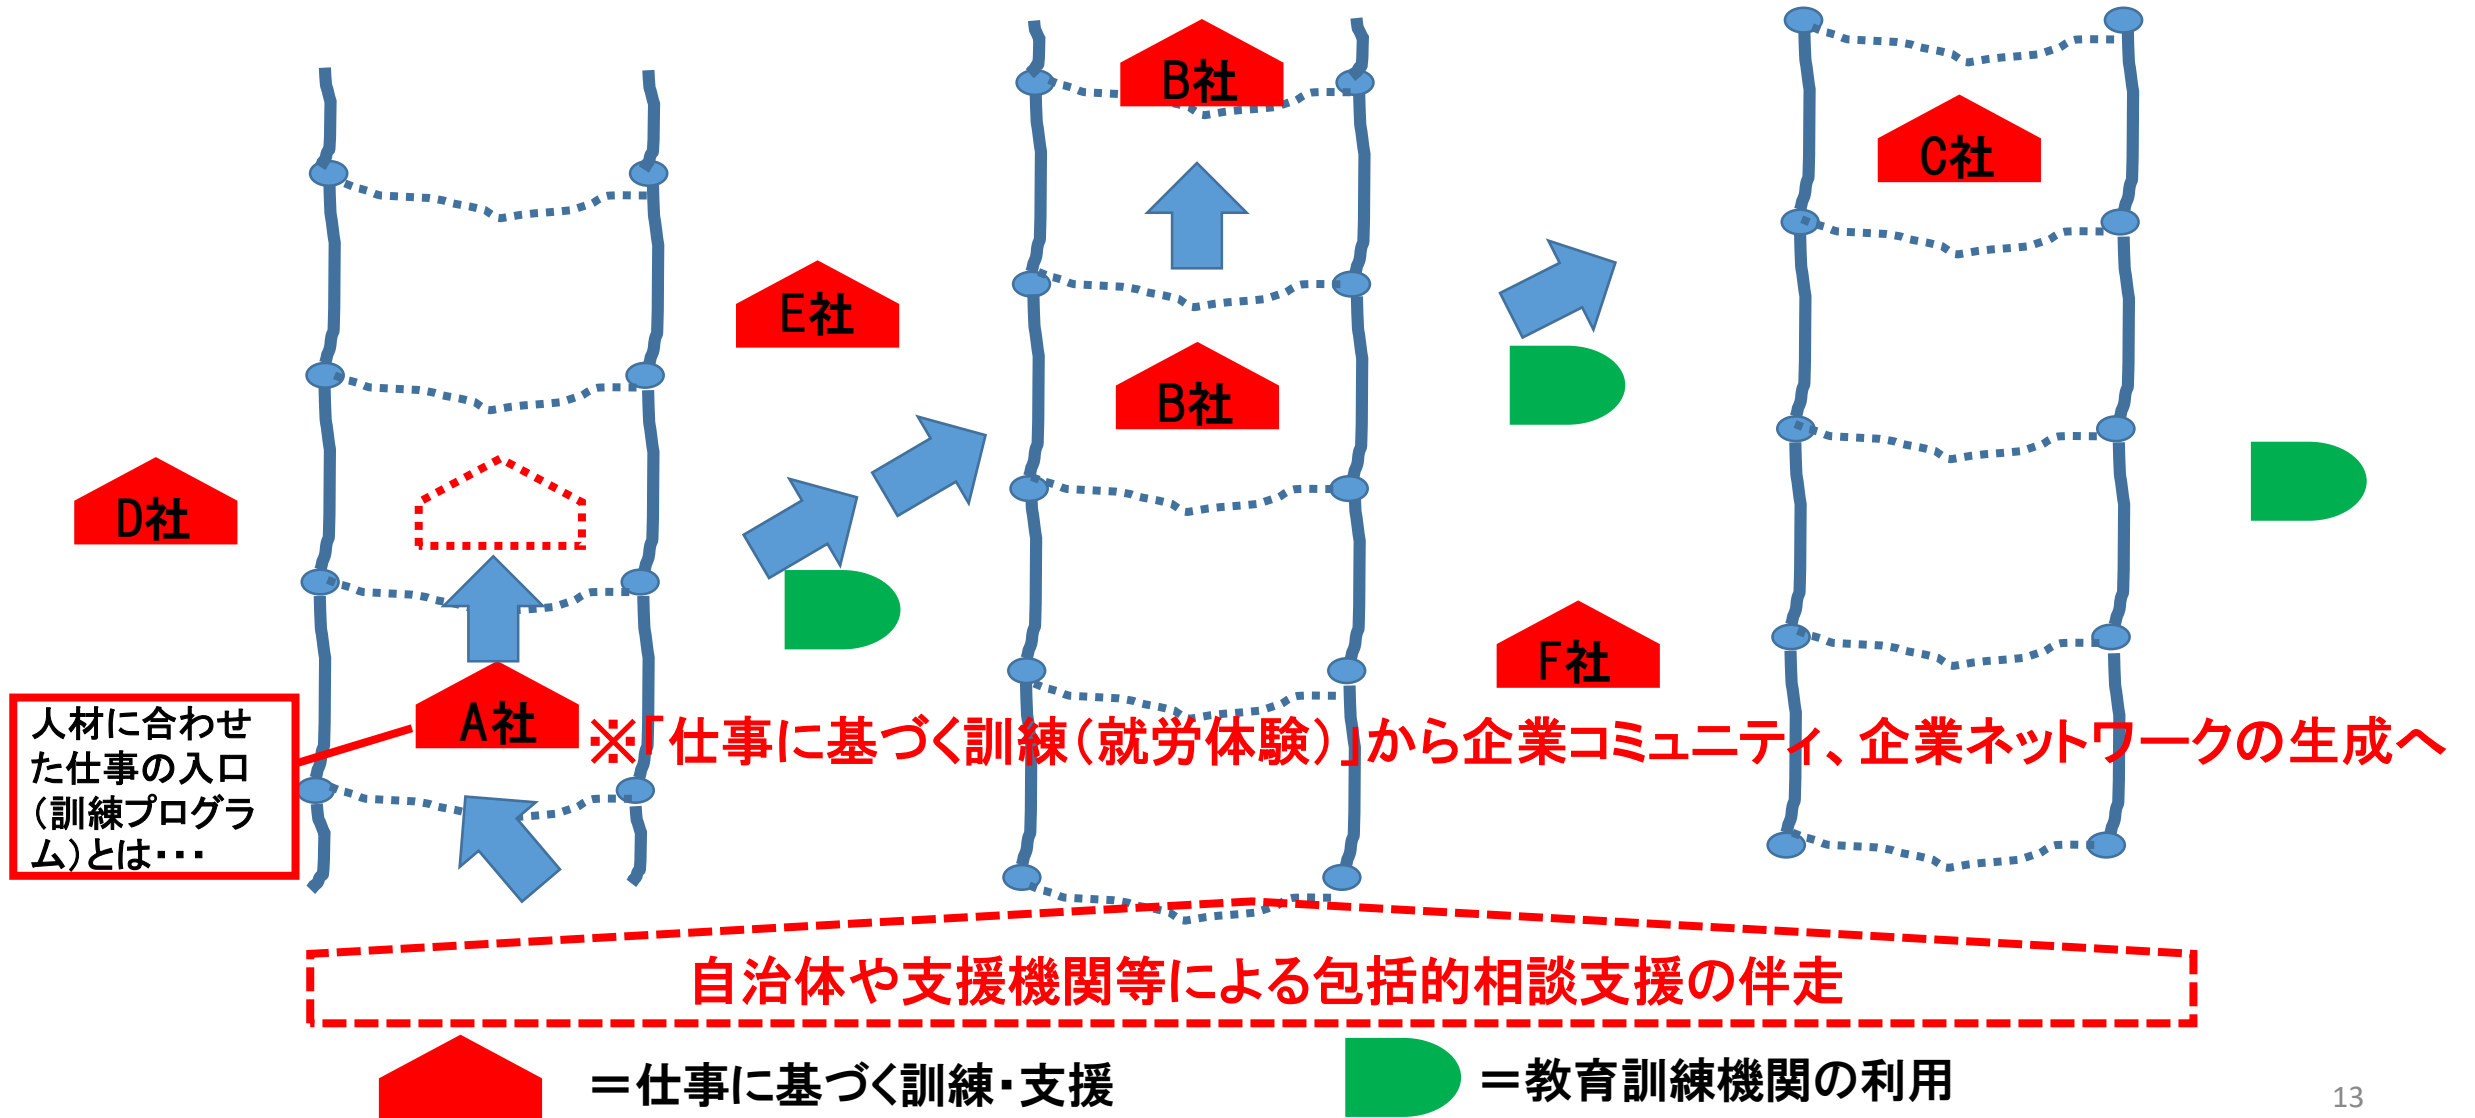 B社
C社
E社
B社
D社
F社
人材に合わせ
た仕事の入口
（訓練プログラ
ム）とは・・・
A社
※「仕事に基づく訓練（就労体験）」から企業コミュニティ、企業ネットワークの生成へ
自治体や支援機関等による包括的相談支援の伴走
＝仕事に基づく訓練・支援
＝教育訓練機関の利用
13